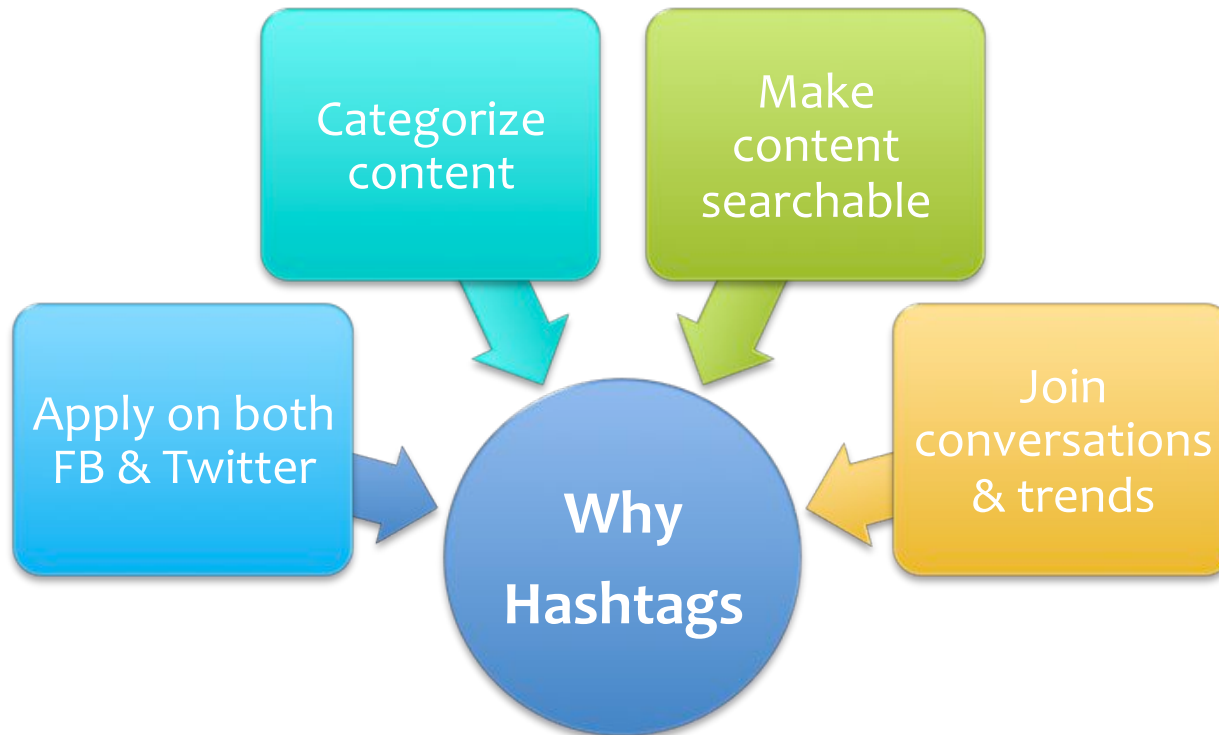 Categorize
content
Make
content
searchable
Apply on both
FB & Twitter
Join
conversations
& trends
Why
Hashtags